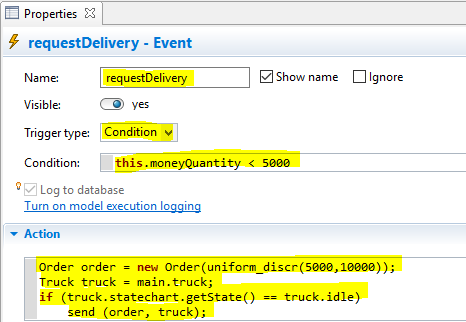 Properties
requestDelivery - Event
Name: requestDelivery Show name Ignore
Visible: yes
Trigger type: Condition
Condition: this.moneyQuantity < 5000
Log to database
Turn on model execution logging
Action
Order order = new Order(uniform_discr(5000,10000));
Truck truck = main.truck;
if (truck.statechart.getState() == truck.idle)
send (order, truck);